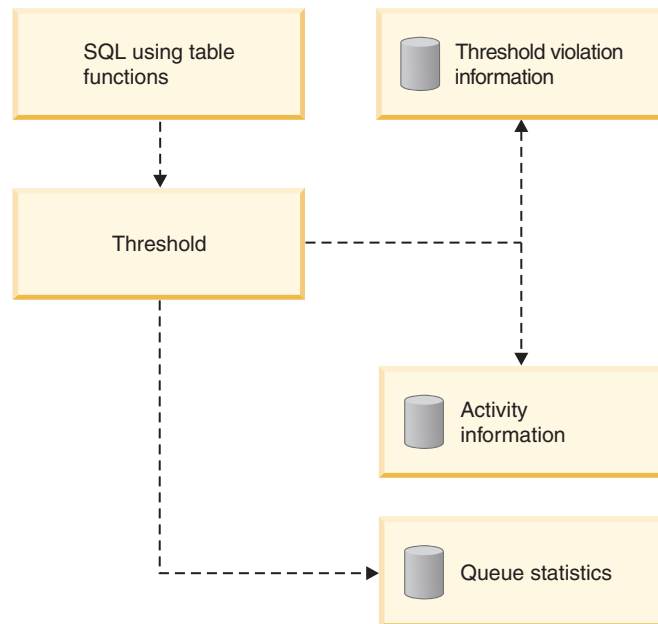 SQL using table
functions
Threshold violation
information
Threshold
Activity
information
Queue statistics